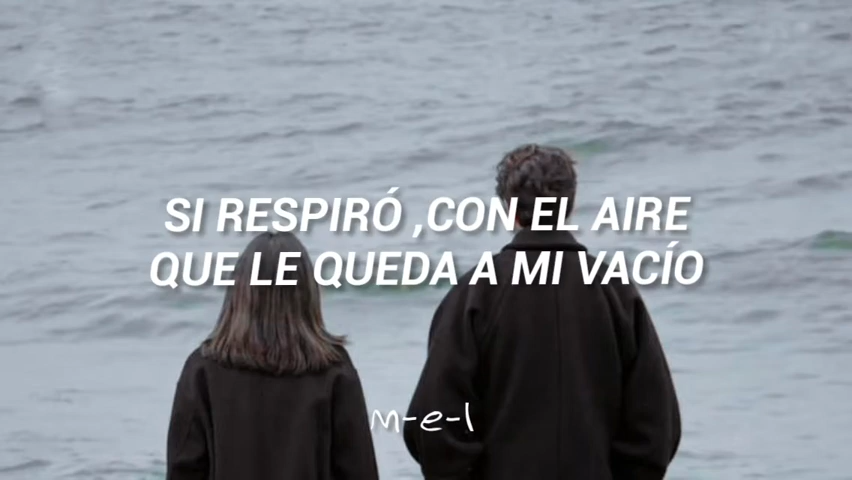 SI RESPIRÓ ,CON EL AIRE
QUE LE QUEDA A MI VACÍO
m-e-l